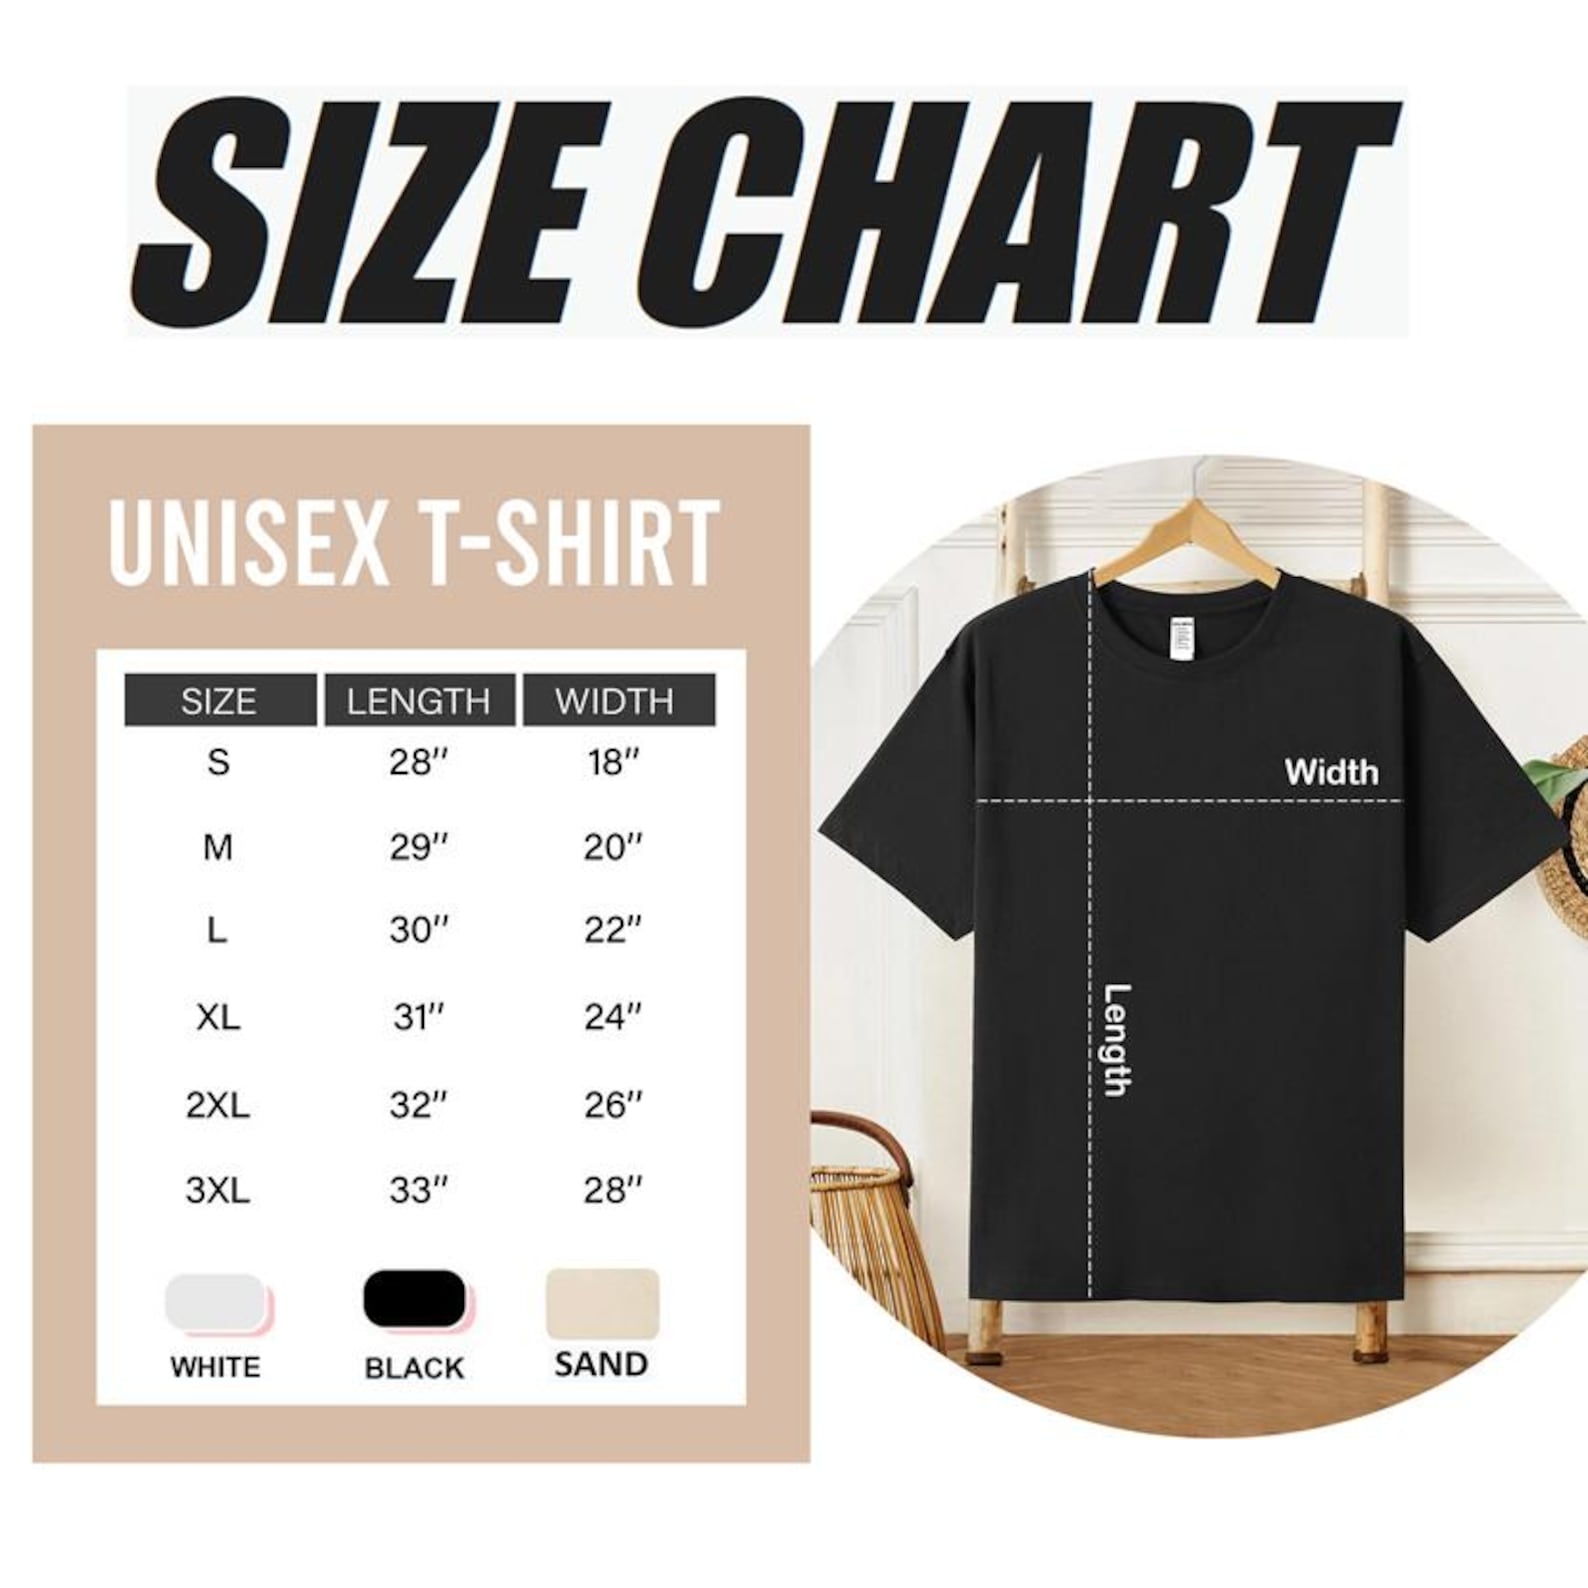 SIZE CHART
UNISEX T-SHIRT
SIZE LENGTH WIDTH
S 28" 18"
M 29" 20"
L 30" 22"
XL 31" 24"
2XL 32" 26"
3XL 33" 28"
WHITE BLACK SAND
Width
Length